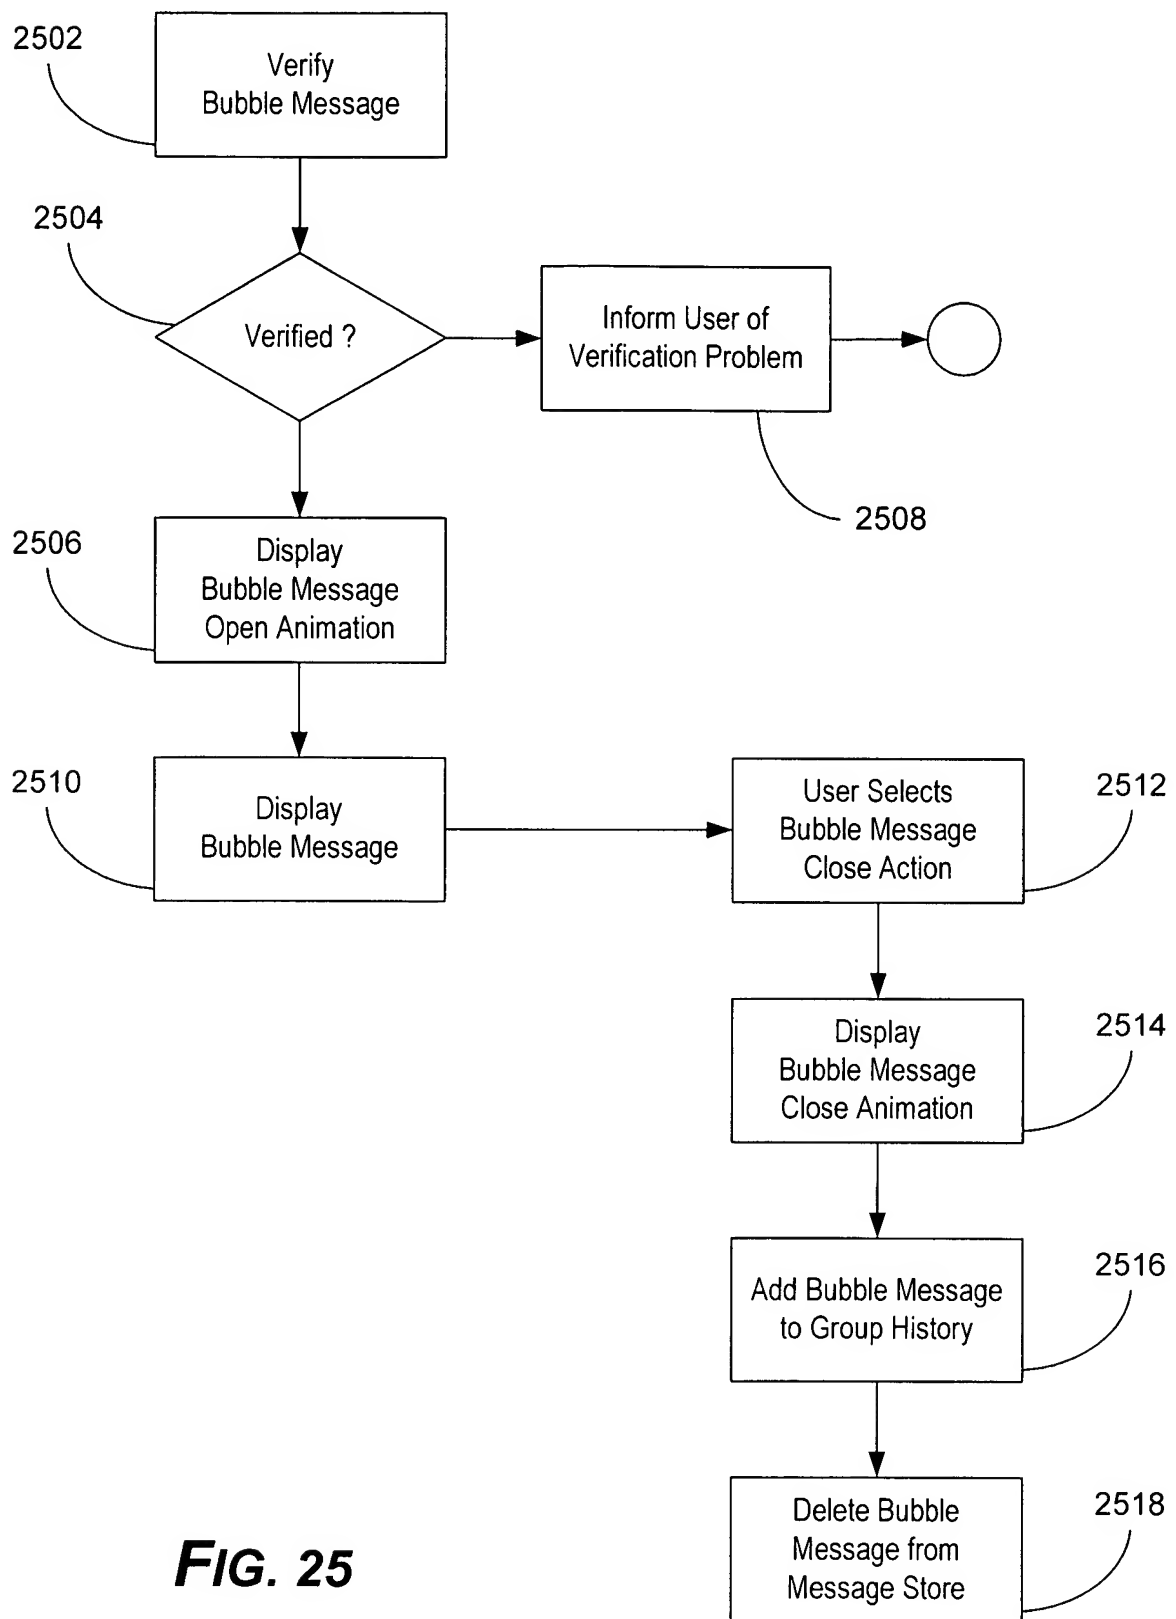 2502
Verify
Bubble Message
2504
Verified ?
Inform User of
Verification Problem
2508
2506
Display
Bubble Message
Open Animation
2510
Display
Bubble Message
User Selects
Bubble Message
Close Action
2512
Display
Bubble Message
Close Animation
2514
Add Bubble Message
to Group History
2516
Delete Bubble
Message from
Message Store
2518
FIG. 25